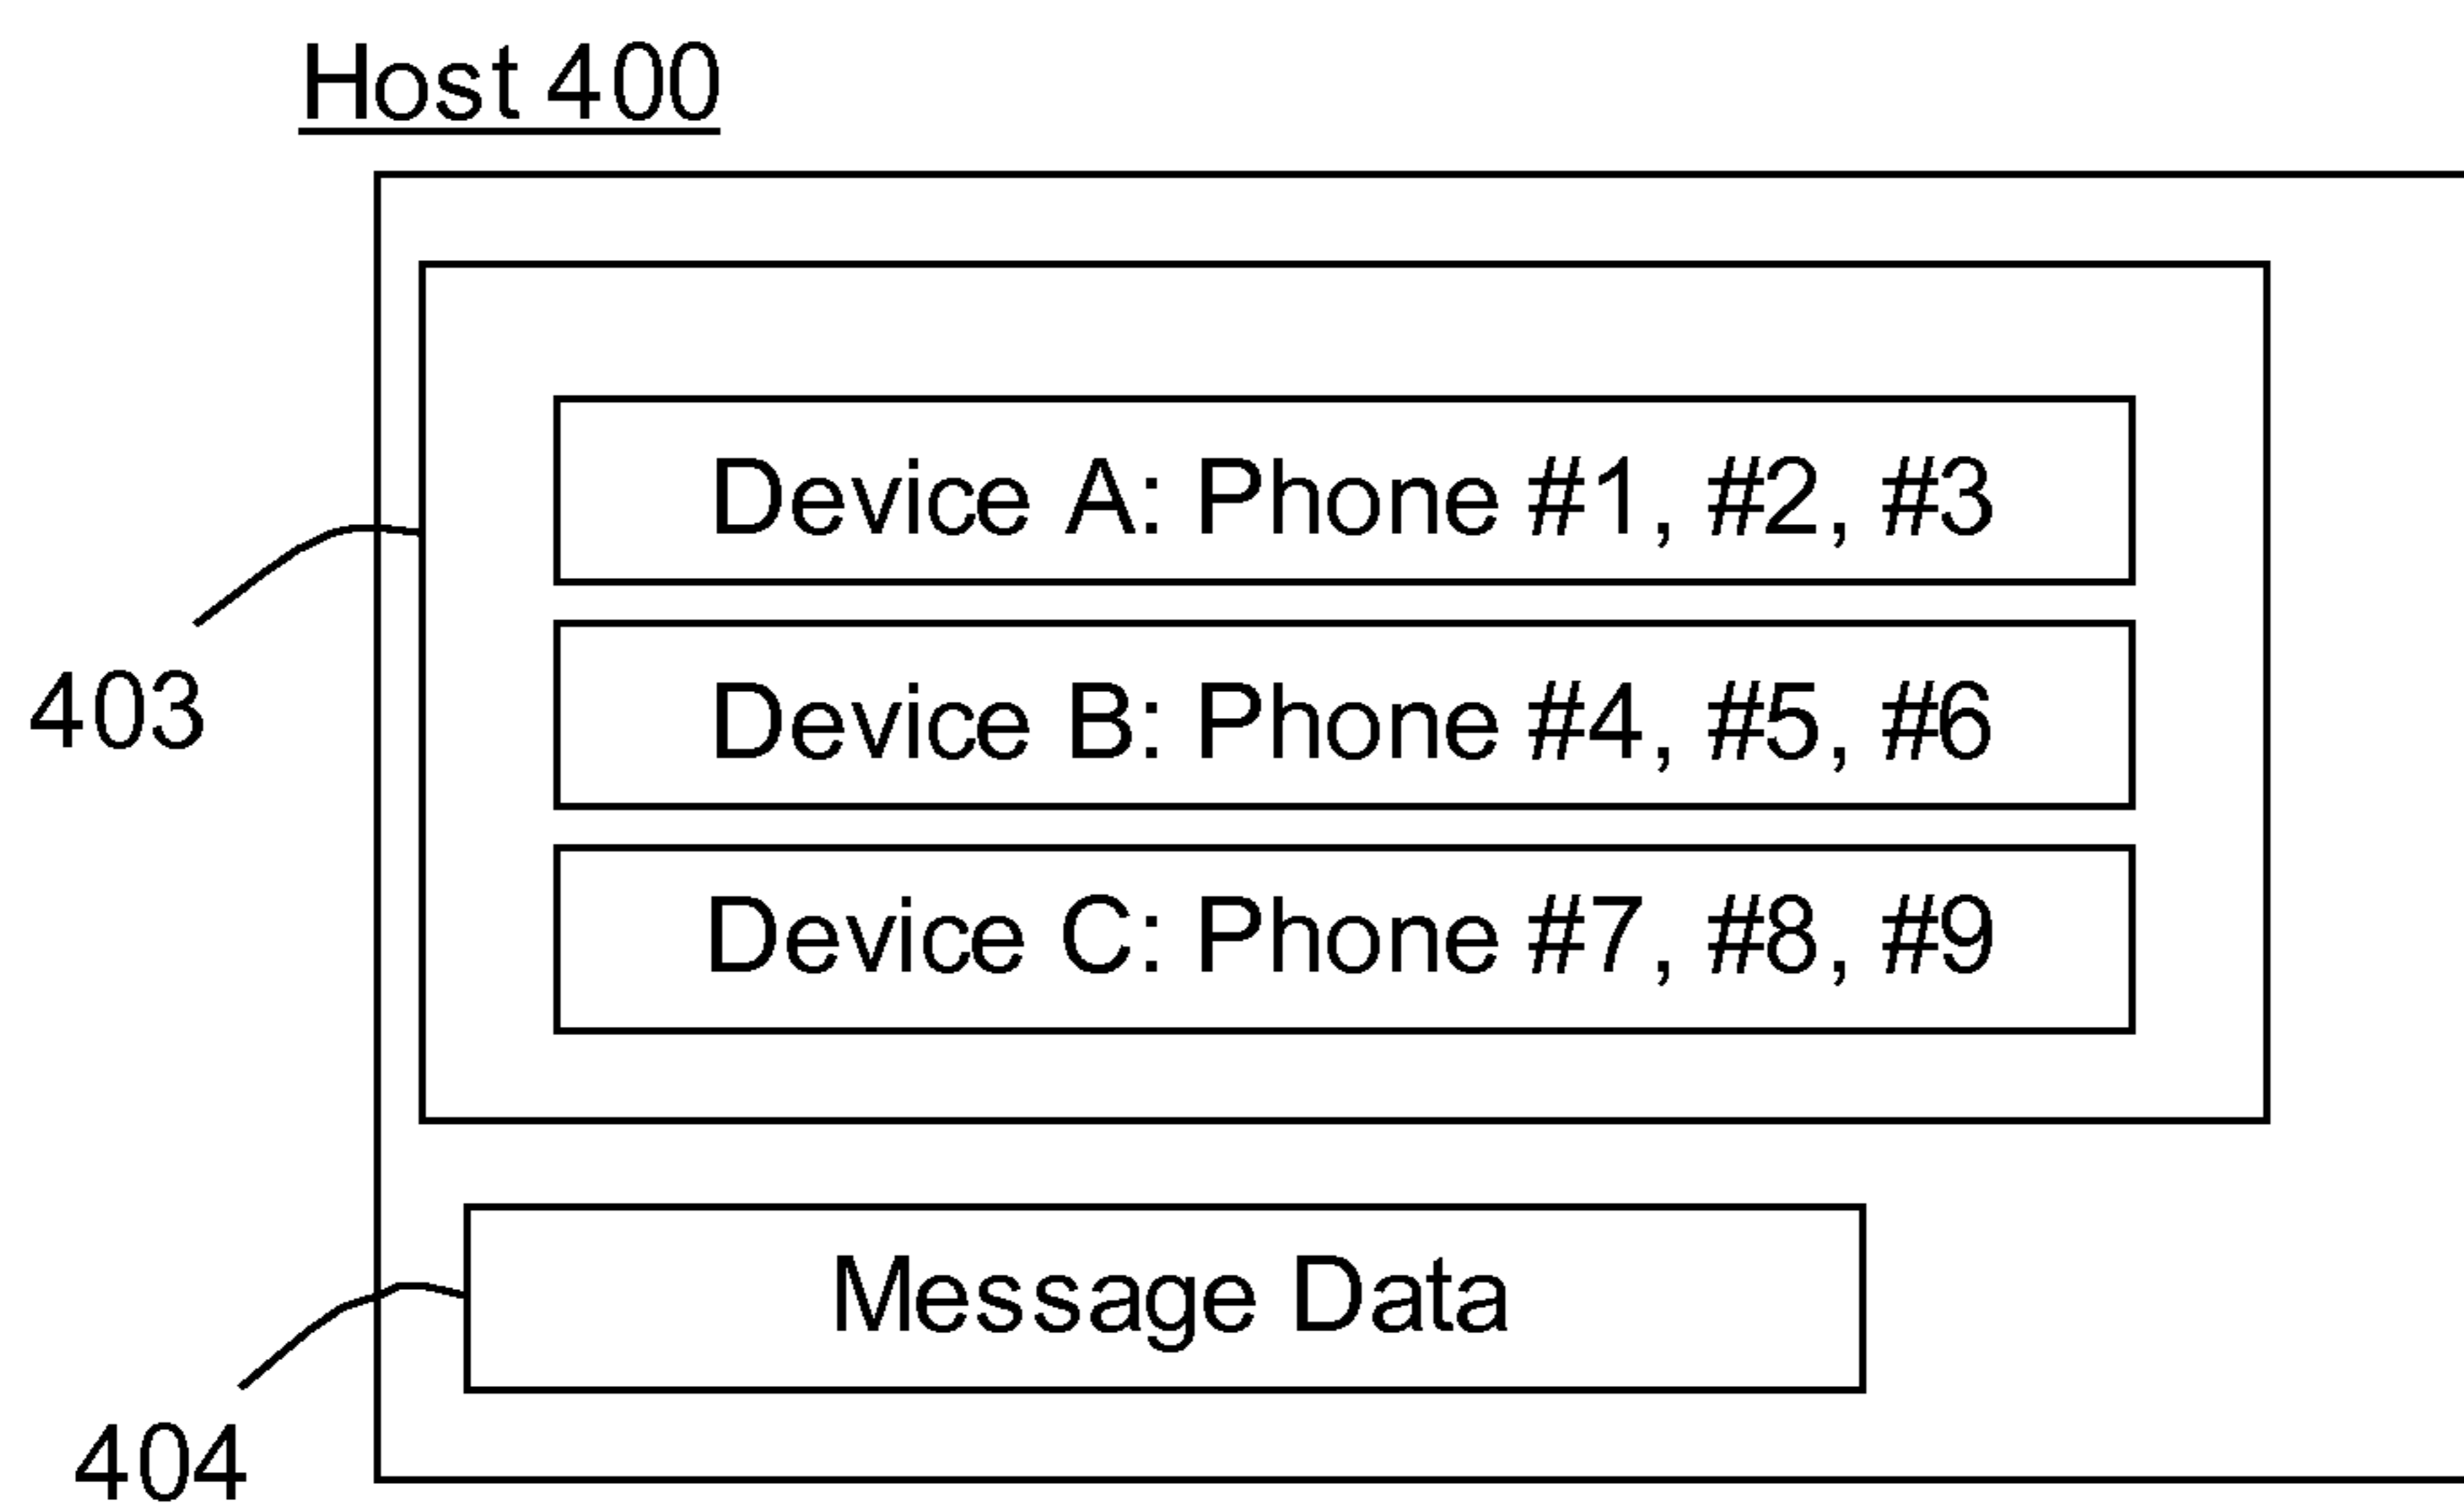 Host 400
Device A: Phone #1, #2, #3
403
Device B: Phone #4, #5, #6
Device C: Phone #7, #8, #9
Message Data
404